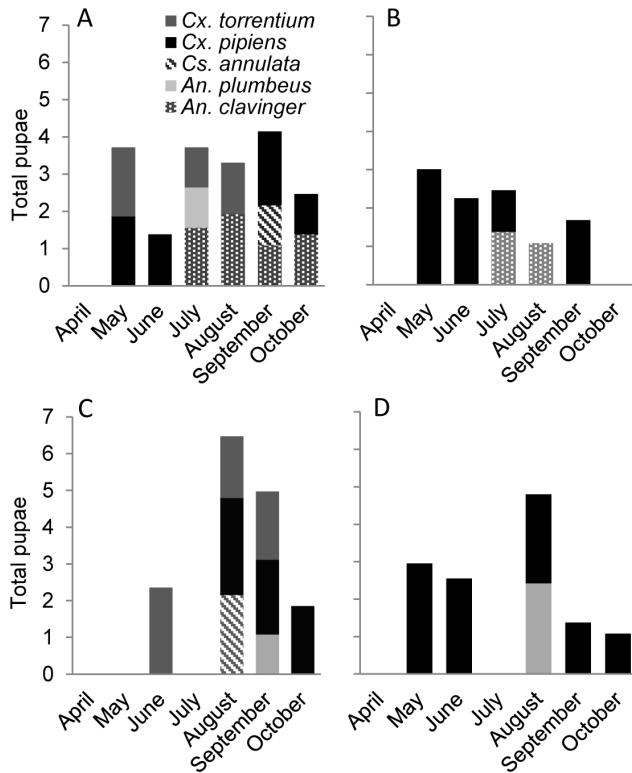 A
B
Cx. torrentium
Cx. pipiens
Cs. annulata
An. plumbeus
An. clavinger
Total pupae
7
6
5
4
3
2
1
0
April
May
June
July
August
September
October
April
May
June
July
August
September
October
C
D
Total pupae
7
6
5
4
3
2
1
0
April
May
June
July
August
September
October
April
May
June
July
August
September
October